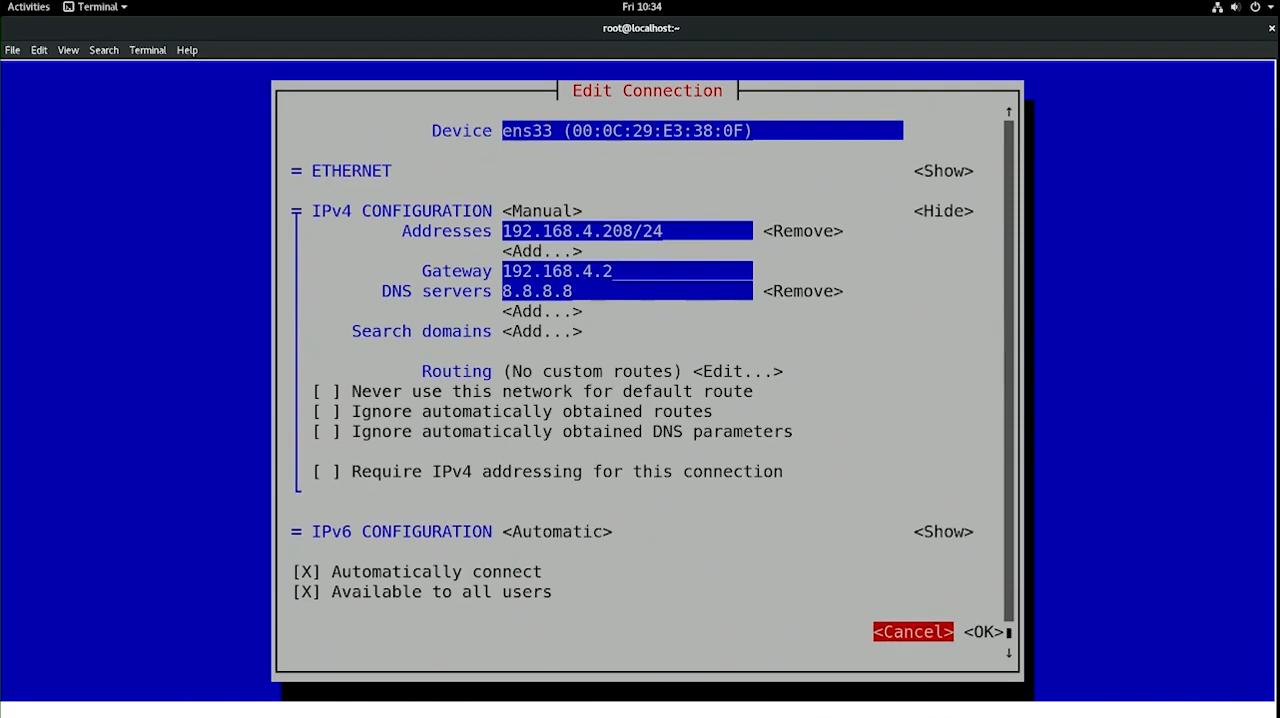 Activities Terminal Fri 10:34
root@localhost:~ ×
File Edit View Search Terminal Help
Edit Connection
Device ens33 (00:0C:29:E3:38:0F)
= ETHERNET <Show>
= IPv4 CONFIGURATION <Manual> <Hide>
Addresses 192.168.4.208/24 <Remove>
<Add...>
Gateway 192.168.4.2
DNS servers 8.8.8.8 <Remove>
<Add...>
Search domains <Add...>
Routing (No custom routes) <Edit...>
[ ] Never use this network for default route
[ ] Ignore automatically obtained routes
[ ] Ignore automatically obtained DNS parameters
[ ] Require IPv4 addressing for this connection
= IPv6 CONFIGURATION <Automatic> <Show>
[X] Automatically connect
[X] Available to all users
<Cancel> <OK>